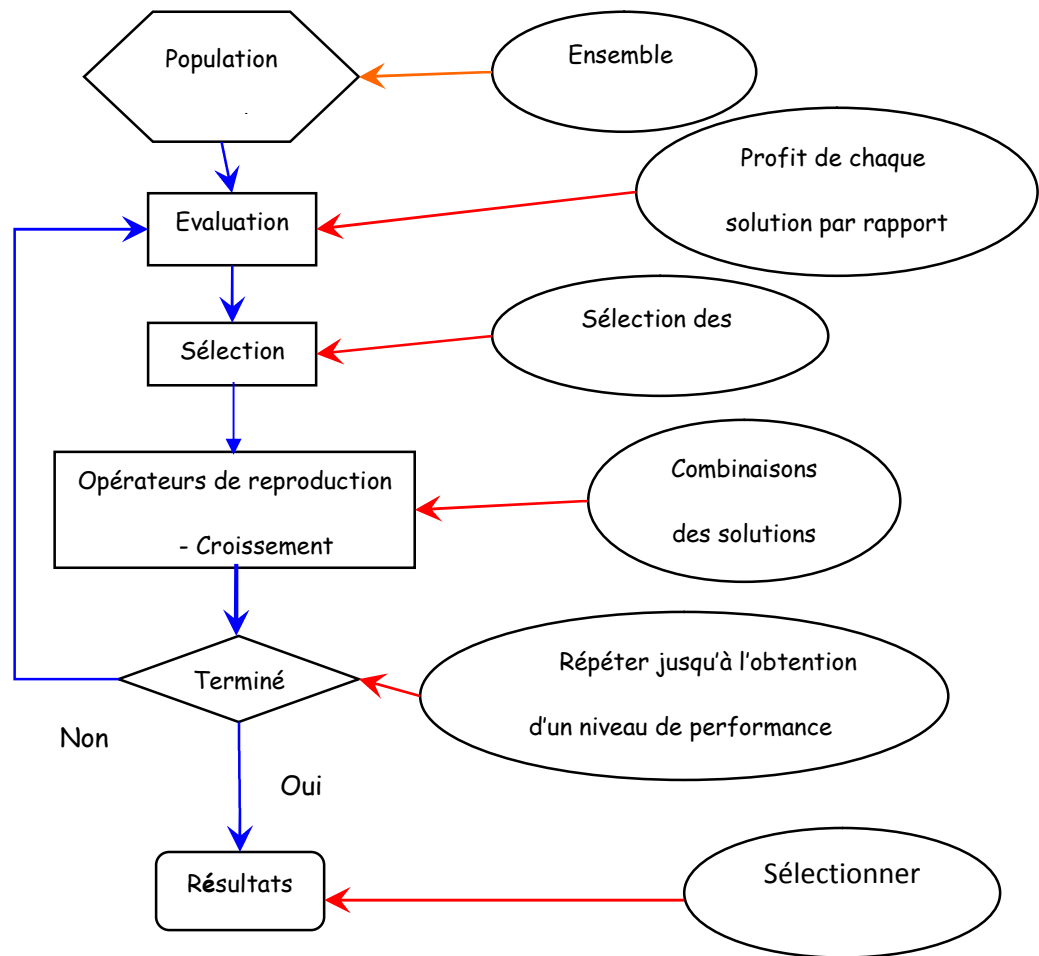 Population
Ensemble
Profit de chaque
solution par rapport
Evaluation
Sélection des
Sélection
Combinaisons
des solutions
Opérateurs de reproduction
- Croissement
Répéter jusqu'à l'obtention
d'un niveau de performance
Terminé
Non
Oui
Sélectionner
Résultats